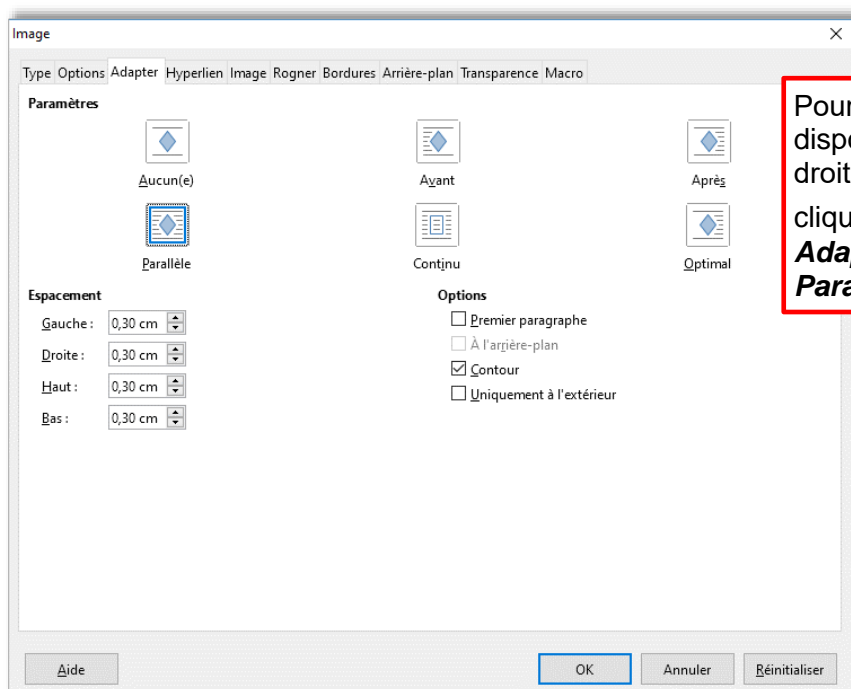 Image
Type Options Adapter Hyperlien Image Rogner Bordures Arrière-plan Transparence Macro
Paramètres
Aucun(e) Avant Après
Parallèle Continu Optimal
Espacement Options
Gauche : 0,30 cm Premier paragraphe
Droite : 0,30 cm À l'arrière-plan
Haut : 0,30 cm Contour
Bas : 0,30 cm Uniquement à l'extérieur
Aide OK Annuler Réinitialiser
Pour
droit